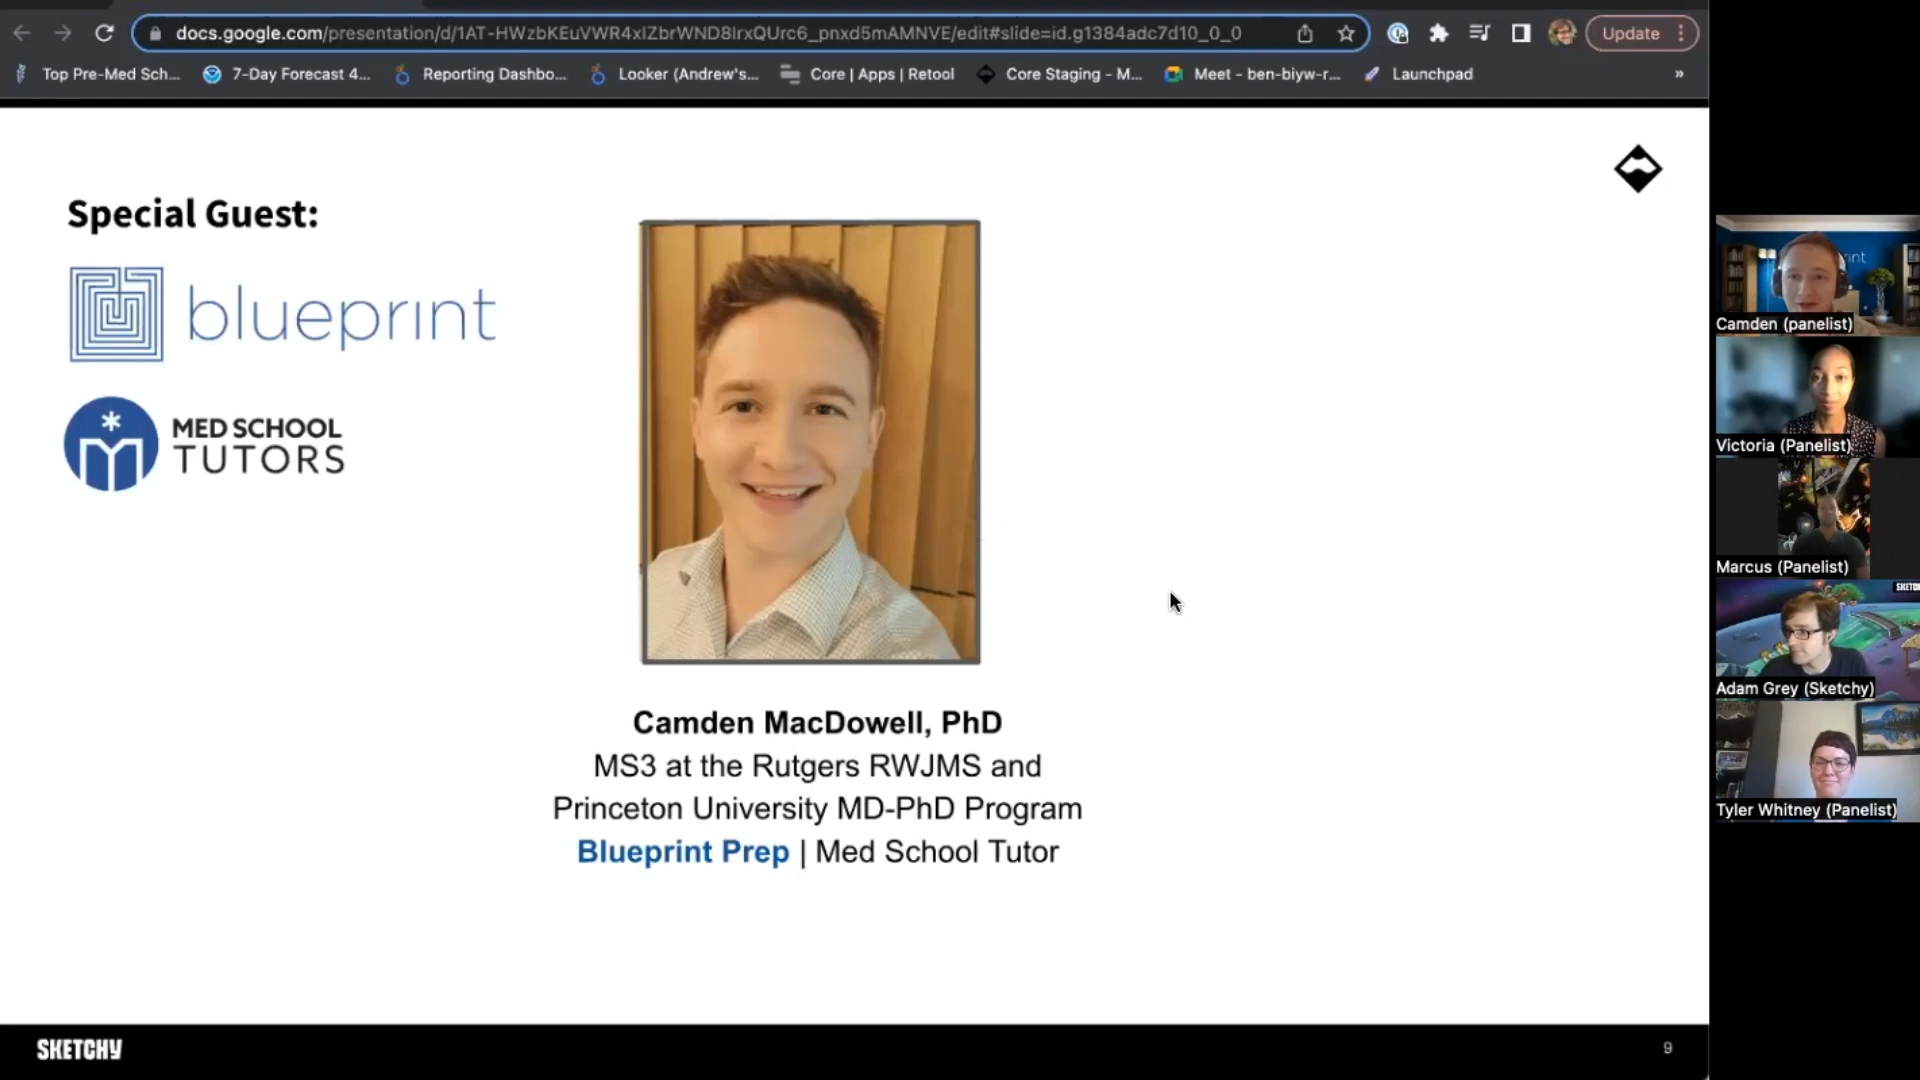 docs.google.com/presentation/d/1AT-HWzbKEuVWR4xIZbrWND8lrxQUrc6_pnxd5mAMNVE/edit#slide=id.g1384adc7d10_0_0
Update
Top Pre-Med Sch...
7-Day Forecast 4...
Reporting Dashbo...
Looker (Andrew's...
Core | Apps | Retool
Core Staging - M...
Meet - ben-biyw-r...
Launchpad
»
Special Guest:
blueprint
MED SCHOOL
TUTORS
Camden MacDowell, PhD
MS3 at the Rutgers RWJMS and
Princeton University MD-PhD Program
Blueprint Prep | Med School Tutor
SKETCHY
9
Camden (panelist)
Victoria (Panelist)
Marcus (Panelist)
Adam Grey (Sketchy)
Tyler Whitney (Panelist)